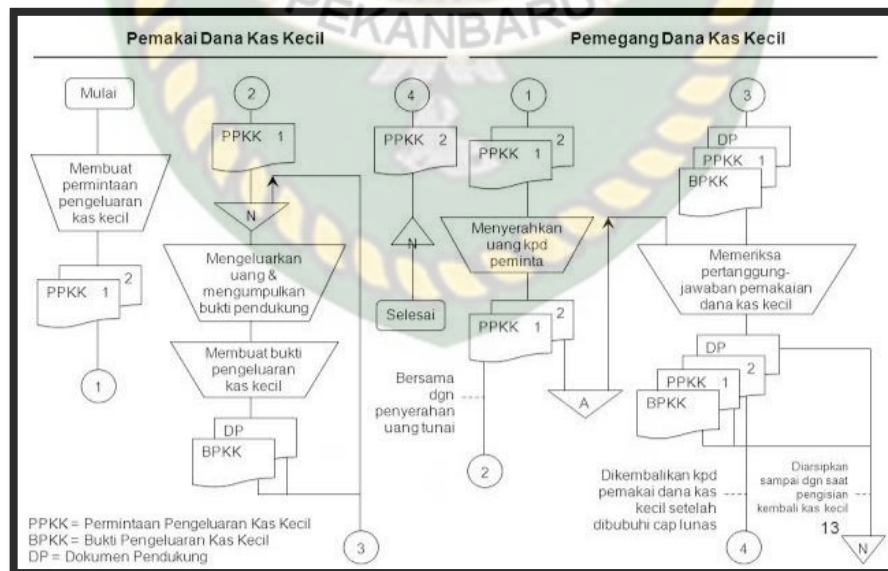 PEKANBARU
Pemakai Dana Kas Kecil
Mulai
Membuat
permintaan
pengeluaran
kas kecil
PPKK 1
2
1
2
PPKK 1
N
Mengeluarkan
uang &
mengumpulkan
bukti pendukung
Membuat bukti
pengeluaran
kas kecil
DP
BPKK
3
4
PPKK 2
N
Selesai
Pemegang Dana Kas Kecil
1
2
PPKK 1
Menyerahkan
uang kpd
peminta
2
PPKK 1
Bersama
dgn
penyerahan
uang tunai
2
A
3
DP
PPKK 1
BPKK
Memeriksa
pertanggung-
jawaban pemakaian
dana kas kecil
DP
2
PPKK 1
BPKK
Dikembalikan kpd
pemakai dana kas
kecil setelah
dibubuhi cap lunas
4
Diarsipkan
sampai dgn saat
pengisian
kembali kas kecil
13
N
PPKK = Permintaan Pengeluaran Kas Kecil
BPKK = Bukti Pengeluaran Kas Kecil
DP = Dokumen Pendukung